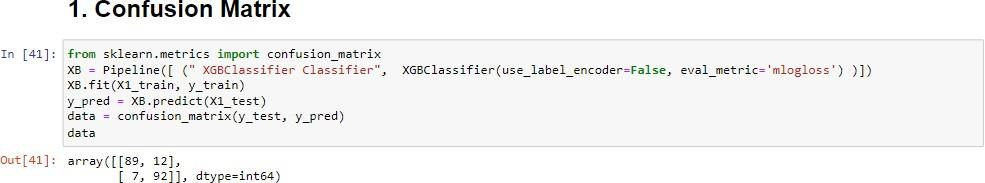 1. Confusion Matrix
In [41]: from sklearn.metrics import confusion_matrix
XB = Pipeline([ (" XGBClassifier Classifier",  XGBClassifier(use_label_encoder=False, eval_metric='mlogloss') )])
XB.fit(X1_train, y_train)
y_pred = XB.predict(X1_test)
data = confusion_matrix(y_test, y_pred)
data
Out[41]: array([[89, 12],
[ 7, 92]], dtype=int64)